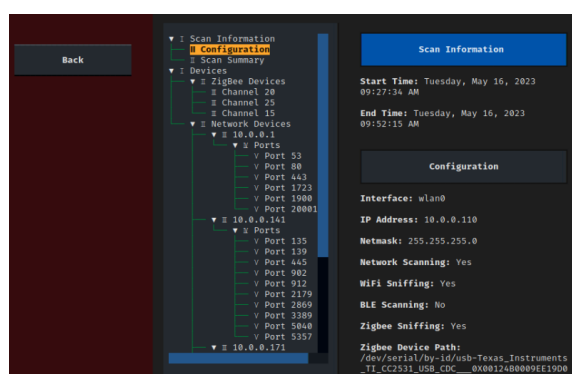 Back
▼ Ξ Scan Information
Ξ Configuration
Ξ Scan Summary
▼ Ξ Devices
▼ Ξ ZigBee Devices
Ξ Channel 20
Ξ Channel 25
Ξ Channel 15
▼ Ξ Network Devices
▼ Ξ 10.0.0.1
▼ Ξ Ports
V Port 53
V Port 80
V Port 443
V Port 1723
V Port 1900
V Port 20001
▼ Ξ 10.0.0.141
▼ Ξ Ports
V Port 135
V Port 139
V Port 445
V Port 902
V Port 912
V Port 2179
V Port 2869
V Port 3389
V Port 5040
V Port 5357
▼ Ξ 10.0.0.171
Scan Information
Start Time: Tuesday, May 16, 2023
09:27:34 AM
End Time: Tuesday, May 16, 2023
09:52:15 AM
Configuration
Interface: wlan0
IP Address: 10.0.0.110
Netmask: 255.255.255.0
Network Scanning: Yes
WiFi Sniffing: Yes
BLE Scanning: No
Zigbee Sniffing: Yes
Zigbee Device Path:
/dev/serial/by-id/usb-Texas_Instruments
_TI_CC2531_USB_CDC___0X00124B0009EE19D0